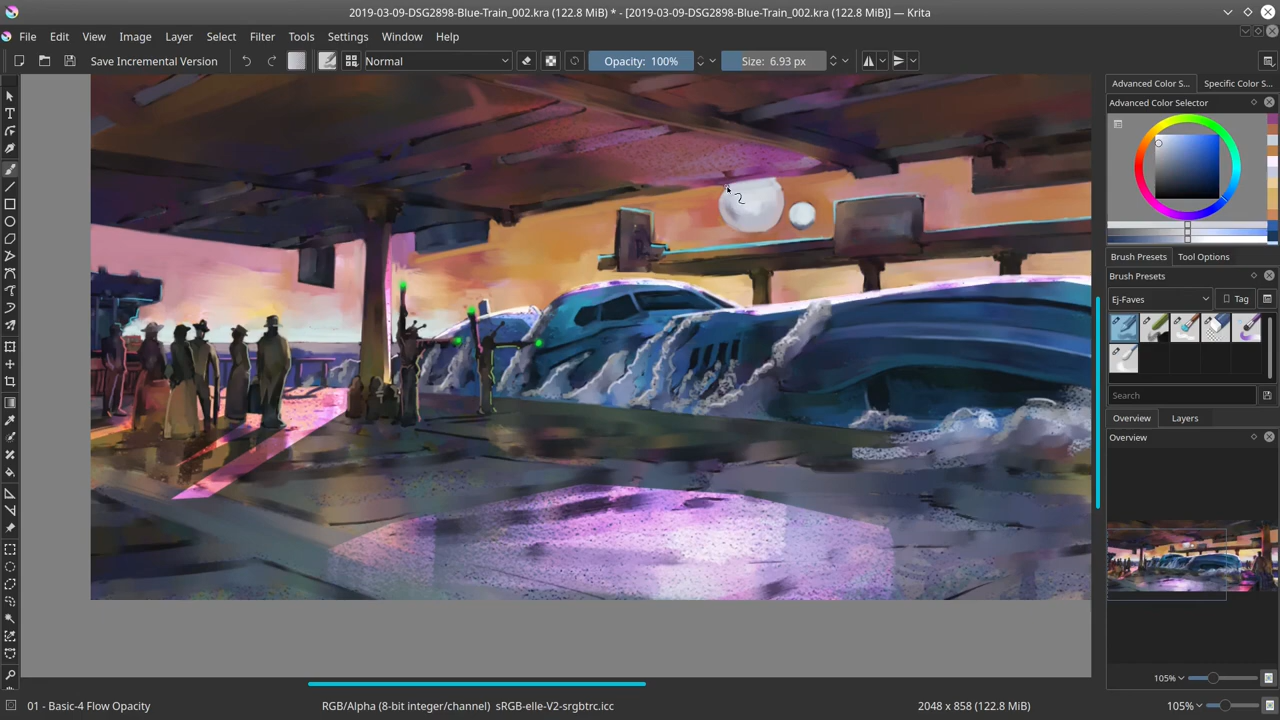 2019-03-09-DSG2898-Blue-Train_002.kra (122.8 MiB) * - [2019-03-09-DSG2898-Blue-Train_002.kra (122.8 MiB)] — Krita
File Edit View Image Layer Select Filter Tools Settings Window Help
Save Incremental Version Normal Opacity: 100% Size: 6.93 px
Advanced Color S... Specific Color S...
Advanced Color Selector
Brush Presets Tool Options
Brush Presets
Ej-Faves Tag
Search
Overview Layers
Overview
105%
01 - Basic-4 Flow Opacity RGB/Alpha (8-bit integer/channel) sRGB-elle-V2-srgbtrc.icc 2048 x 858 (122.8 MiB) 105%